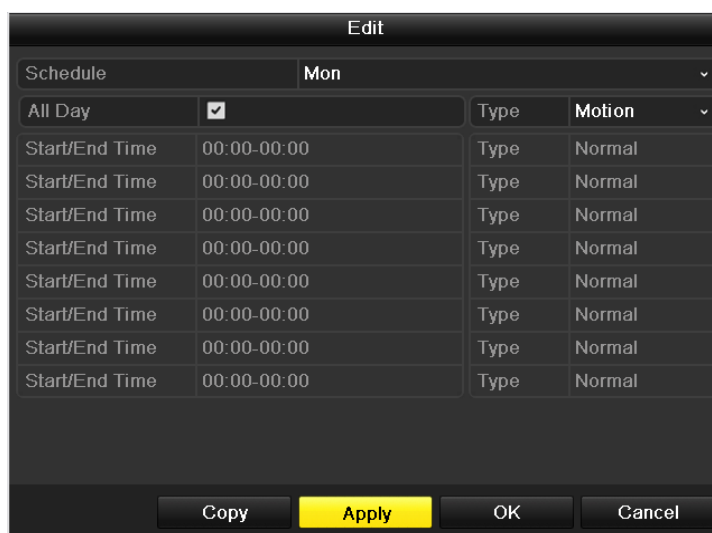 Edit
Schedule Mon
All Day Type Motion
Start/End Time 00:00-00:00 Type Normal
Start/End Time 00:00-00:00 Type Normal
Start/End Time 00:00-00:00 Type Normal
Start/End Time 00:00-00:00 Type Normal
Start/End Time 00:00-00:00 Type Normal
Start/End Time 00:00-00:00 Type Normal
Start/End Time 00:00-00:00 Type Normal
Start/End Time 00:00-00:00 Type Normal
Copy Apply OK Cancel